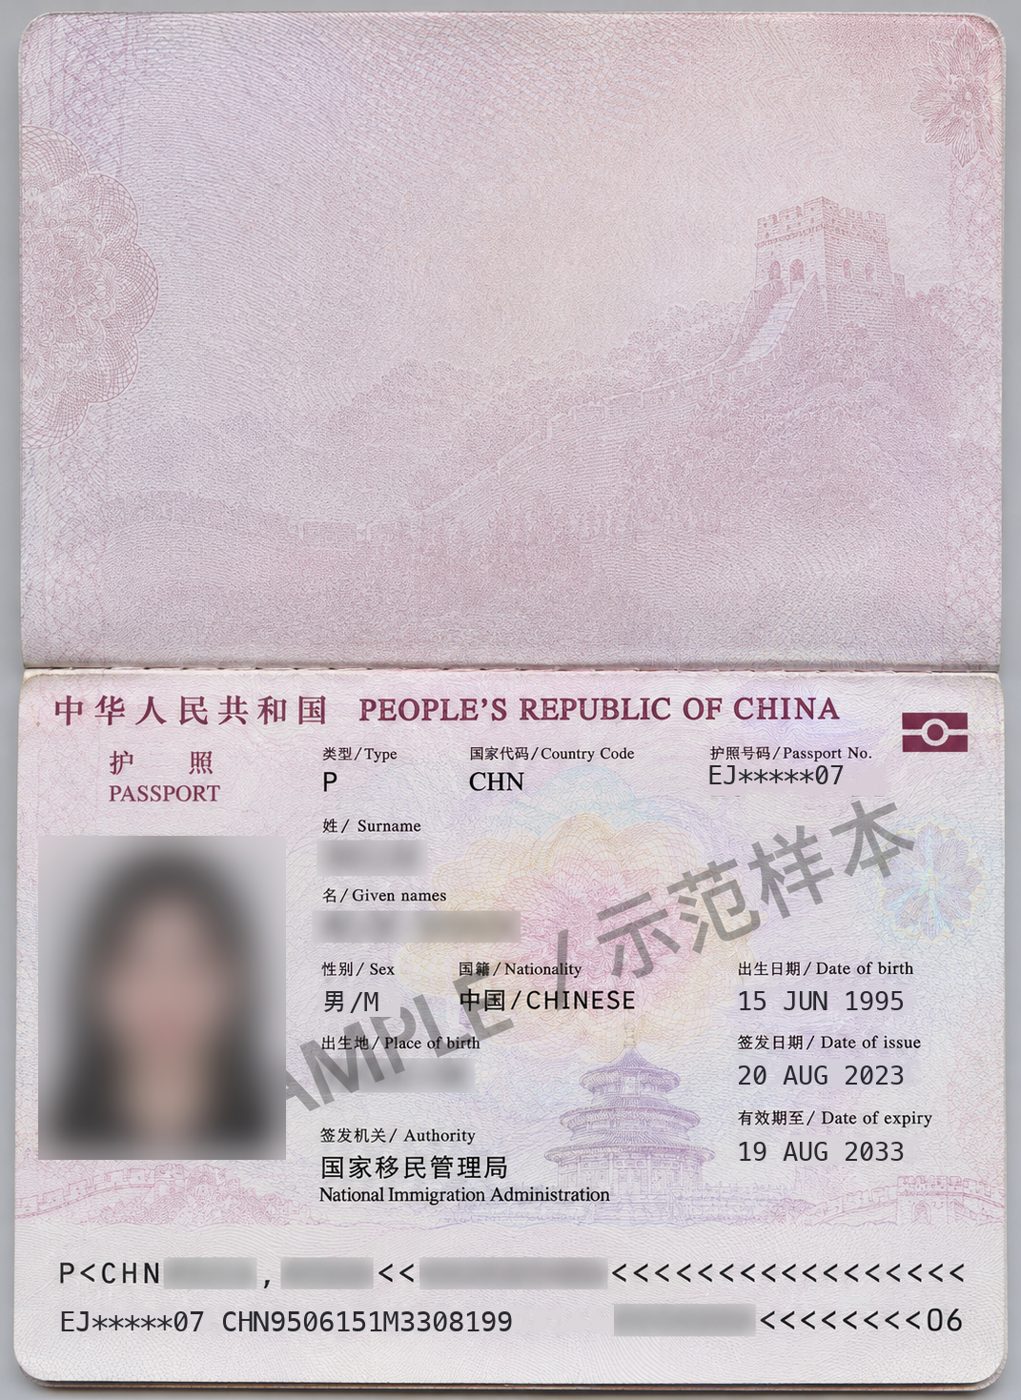 中华人民共和国 PEOPLE'S REPUBLIC OF CHINA
护 照
PASSPORT
类型/Type 国家代码/Country Code 护照号码/Passport No.
P CHN EJ*****07
姓/ Surname
名/Given names
性别/ Sex 国籍/Nationality 出生日期/ Date of birth
男/M 中国/CHINESE 15 JUN 1995
出生地/Place of birth 签发日期/ Date of issue
20 AUG 2023
签发机关/ Authority 有效期至/ Date of expiry
国家移民管理局 19 AUG 2033
National Immigration Administration
AMPLE / 示范样本
P<CHN , << <<<<<<<<<<<<<<<<<
EJ*****07 CHN9506151M3308199 <<<<<<<<06